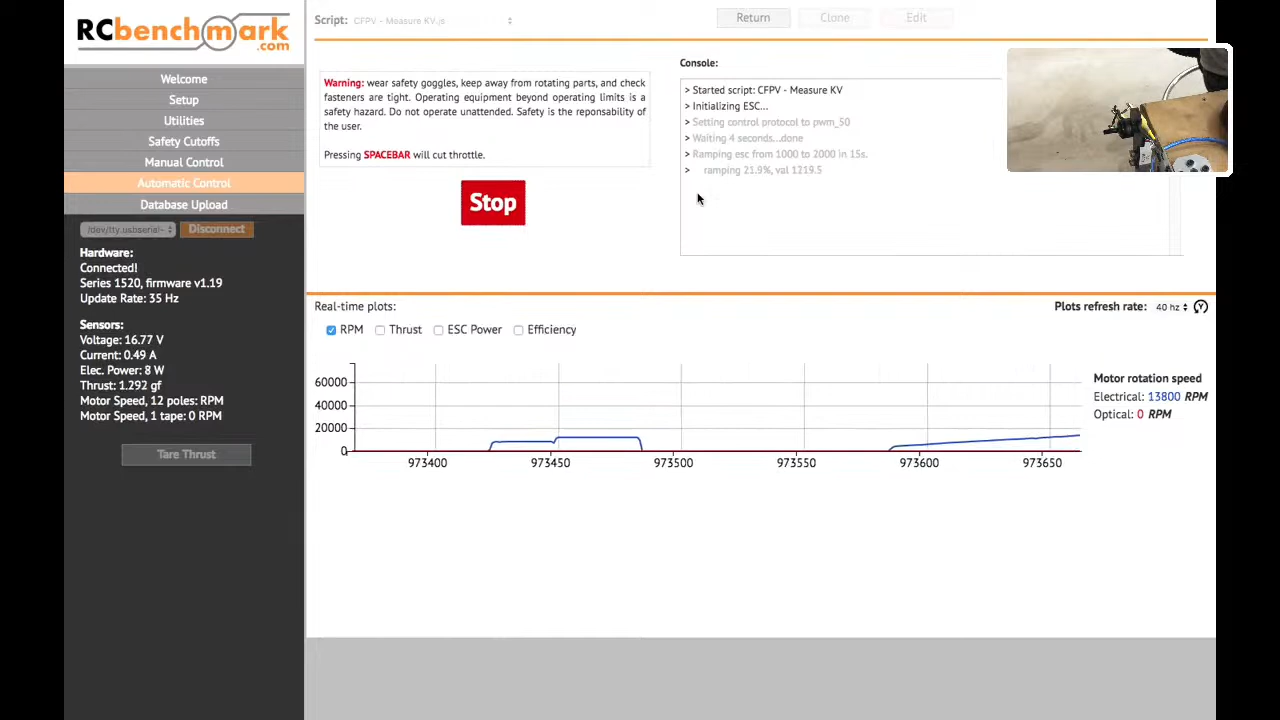 RCbenchmark
.com
Script: CFPV - Measure KV.js
Return
Clone
Edit
Welcome
Setup
Utilities
Safety Cutoffs
Manual Control
Automatic Control
Database Upload
/dev/tty.usbserial-
Disconnect
Hardware:
Connected!
Series 1520, firmware v1.19
Update Rate: 35 Hz
Sensors:
Voltage: 16.77 V
Current: 0.49 A
Elec. Power: 8 W
Thrust: 1.292 gf
Motor Speed, 12 poles: RPM
Motor Speed, 1 tape: 0 RPM
Tare Thrust
Warning: wear safety goggles, keep away from rotating parts, and check
fasteners are tight. Operating equipment beyond operating limits is a
safety hazard. Do not operate unattended. Safety is the reponsability of
the user.
Pressing SPACEBAR will cut throttle.
Stop
Console:
> Started script: CFPV - Measure KV
> Initializing ESC...
> Setting control protocol to pwm_50
> Waiting 4 seconds...done
> Ramping esc from 1000 to 2000 in 15s.
> ramping 21.9%, val 1219.5
Real-time plots:
Plots refresh rate: 40 hz
RPM
Thrust
ESC Power
Efficiency
60000
40000
20000
0
973400
973450
973500
973550
973600
973650
Motor rotation speed
Electrical: 13800 RPM
Optical: 0 RPM